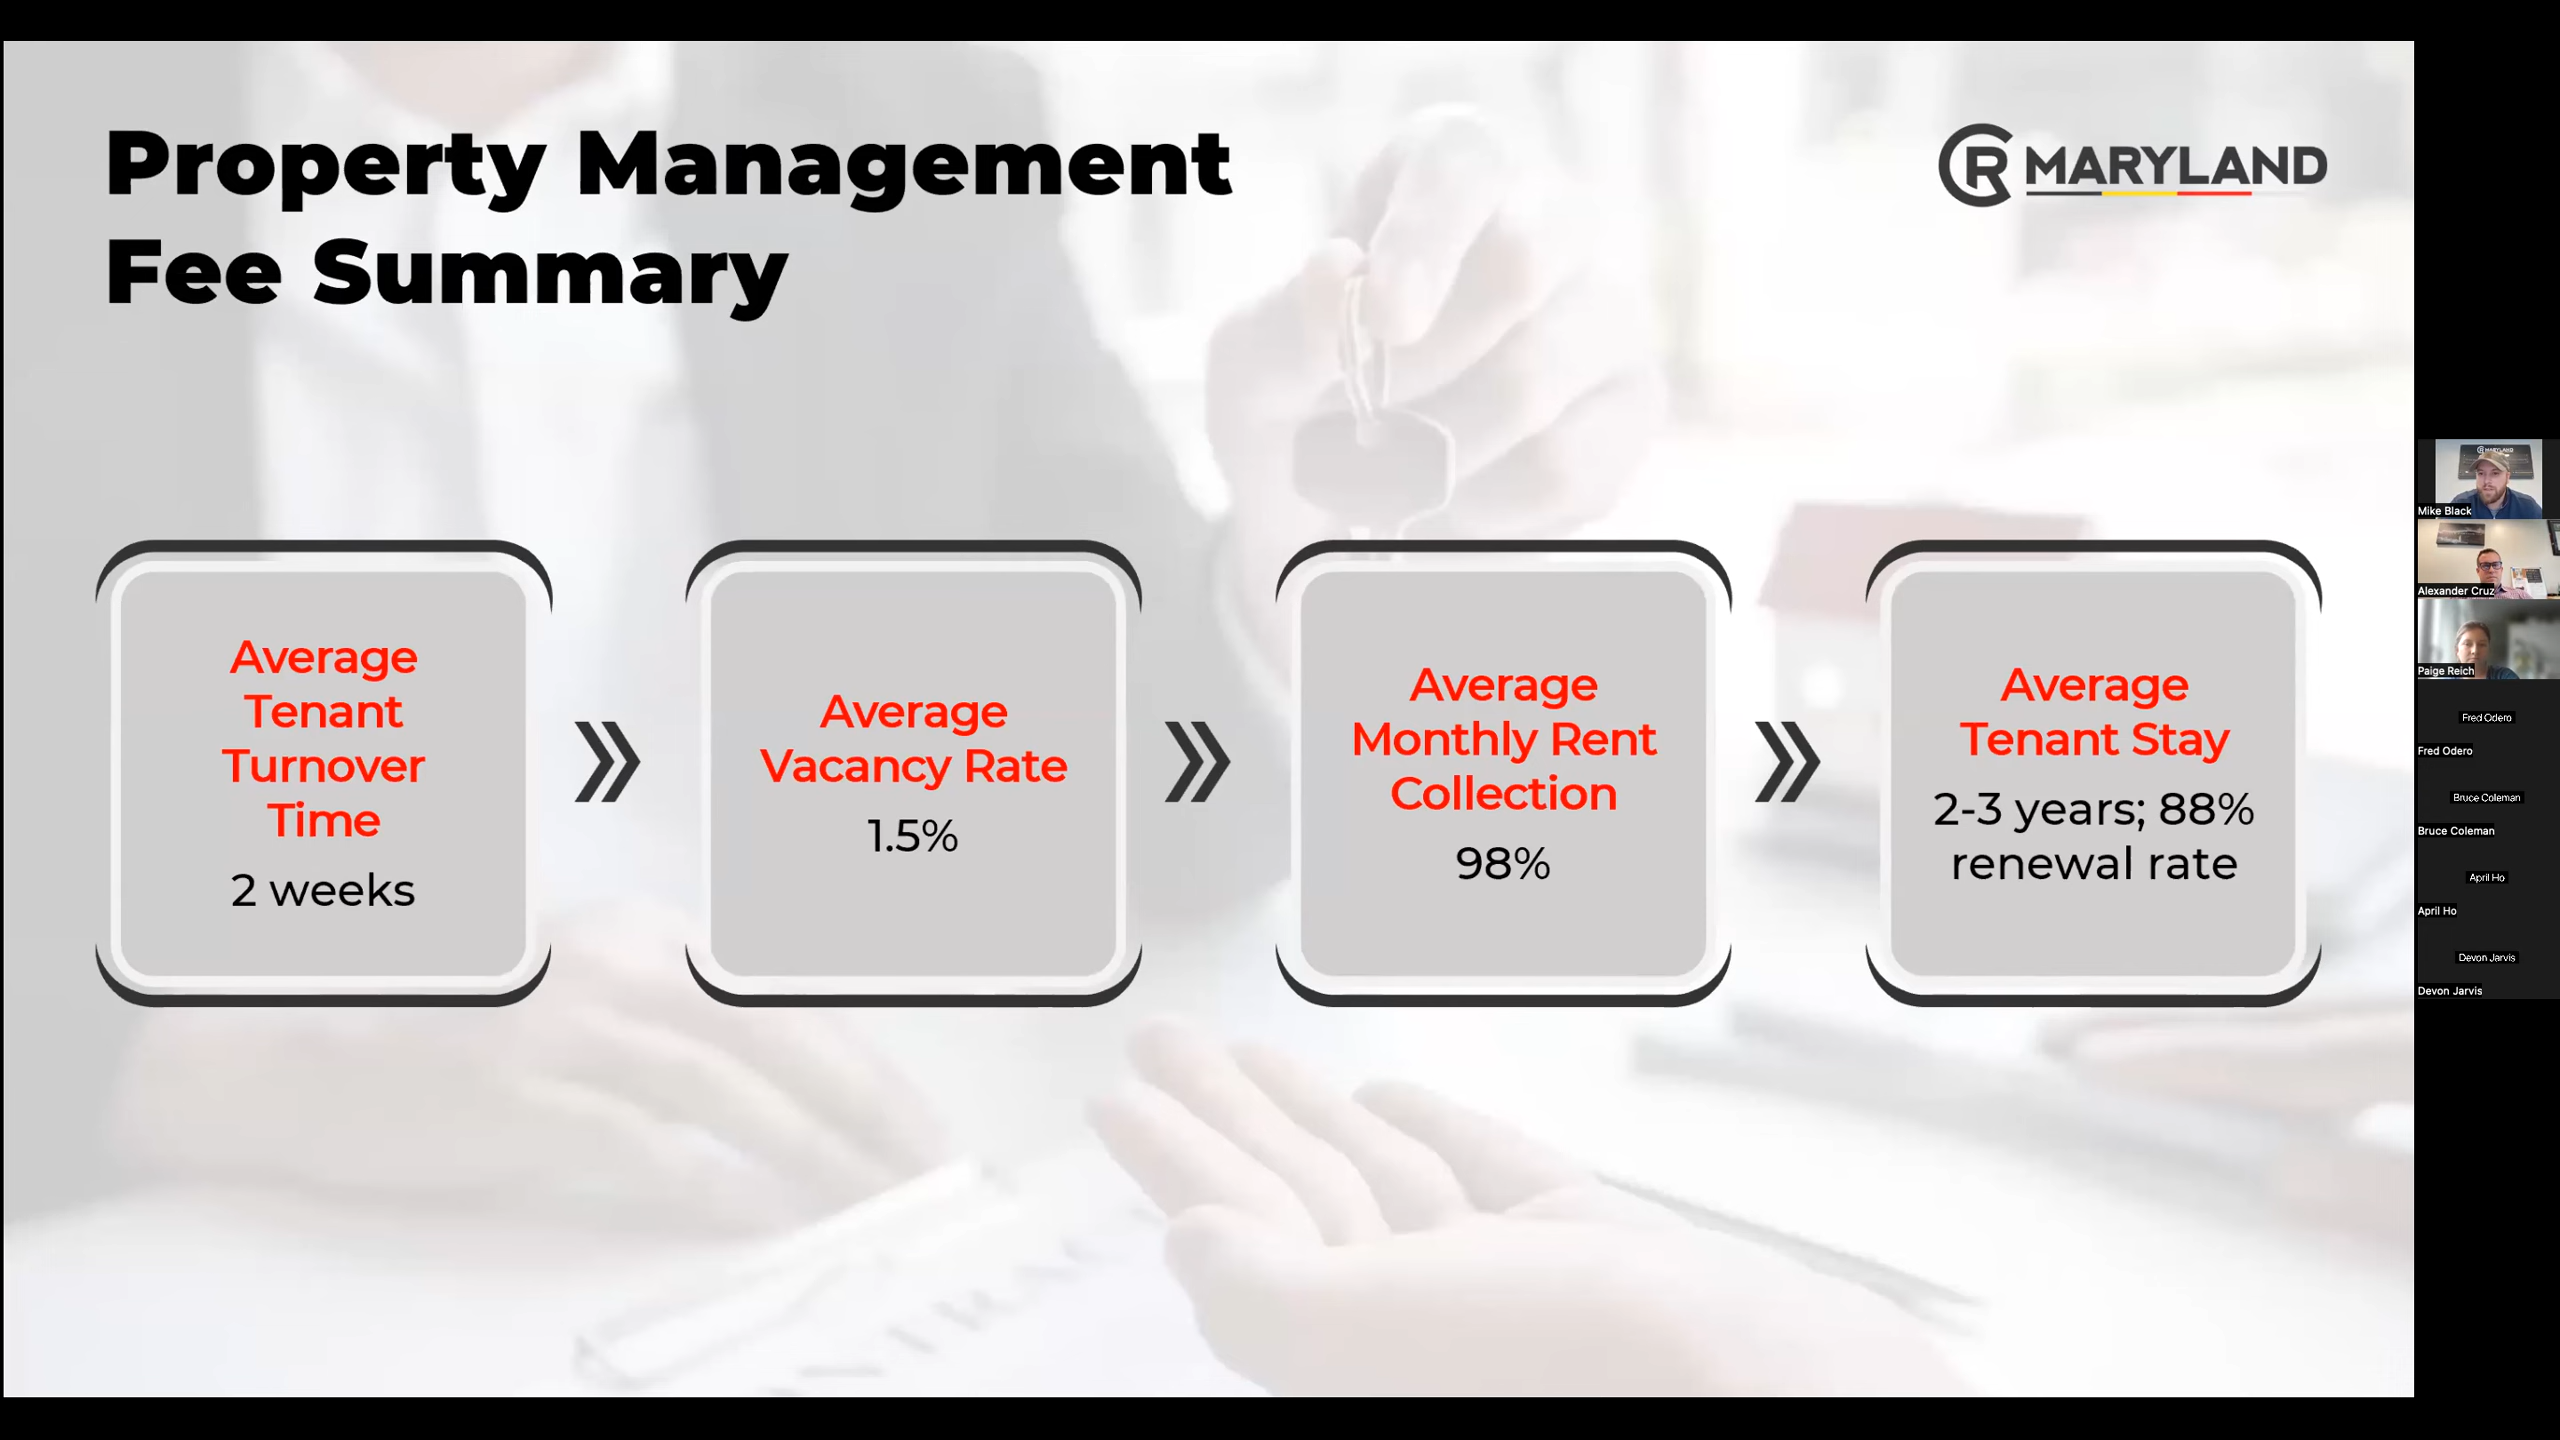 Property Management
Fee Summary
CR MARYLAND
Average
Tenant
Turnover
Time
2 weeks
Average
Vacancy Rate
1.5%
Average
Monthly Rent
Collection
98%
Average
Tenant Stay
2-3 years; 88%
renewal rate
Mike Black
Alexander Cruz
Paige Reich
Fred Odero
Fred Odero
Bruce Coleman
Bruce Coleman
April Ho
April Ho
Devon Jarvis
Devon Jarvis